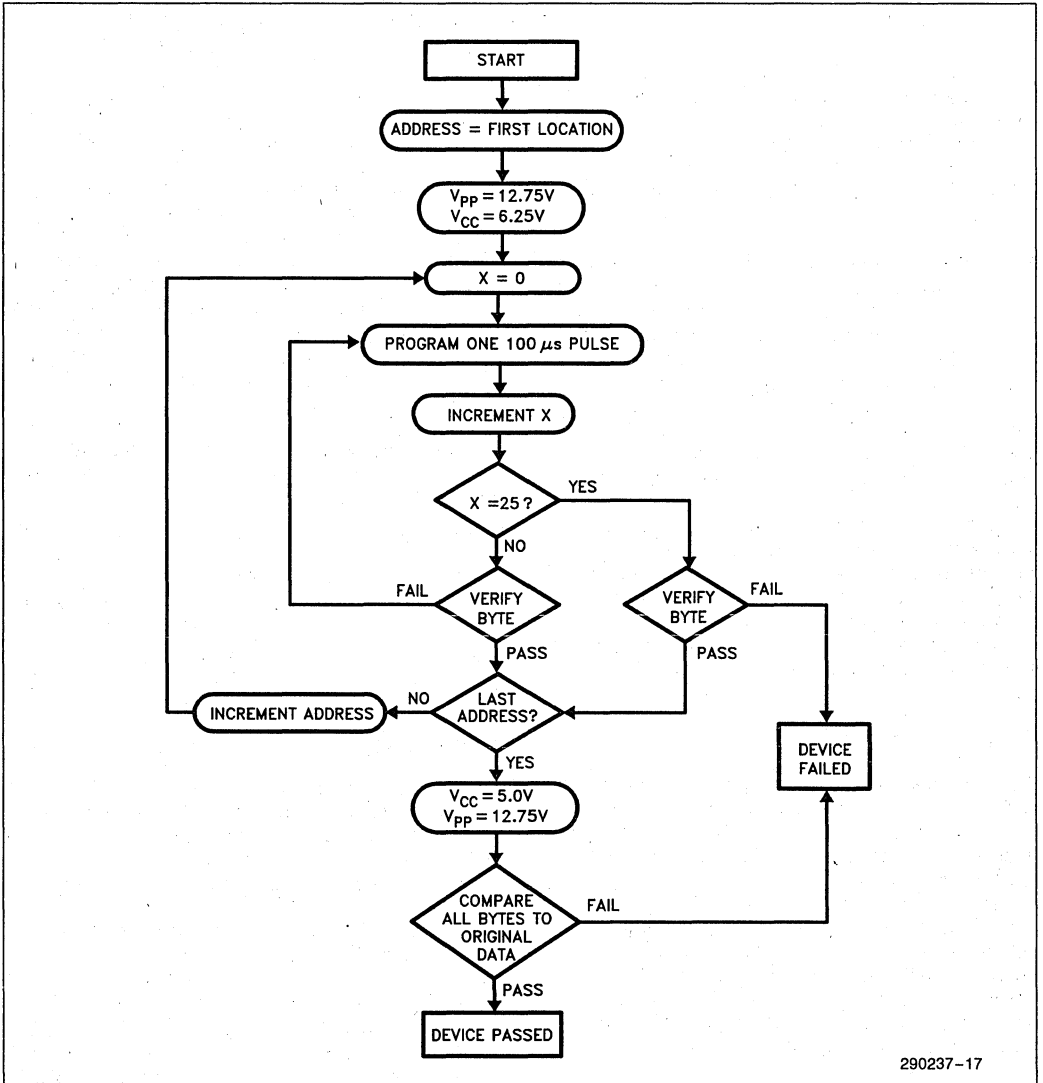 START
ADDRESS = FIRST LOCATION
VPP = 12.75V
VCC = 6.25V
X = 0
PROGRAM ONE 100 μs PULSE
INCREMENT X
X =25?
YES
NO
VERIFY
BYTE
FAIL
PASS
VERIFY
BYTE
FAIL
PASS
LAST
ADDRESS?
NO
INCREMENT ADDRESS
YES
DEVICE
FAILED
VCC = 5.0V
VPP = 12.75V
COMPARE
ALL BYTES TO
ORIGINAL
DATA
FAIL
PASS
DEVICE PASSED
290237-17